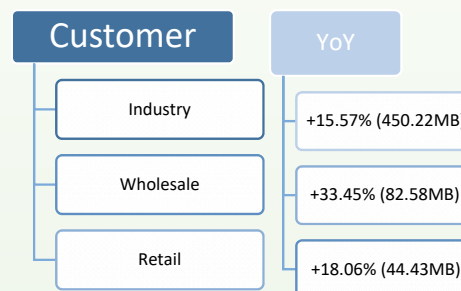 Customer
YoY
Industry
+15.57% (450.22MB
Wholesale
+33.45% (82.58MB)
Retail
+18.06% (44.43MB)